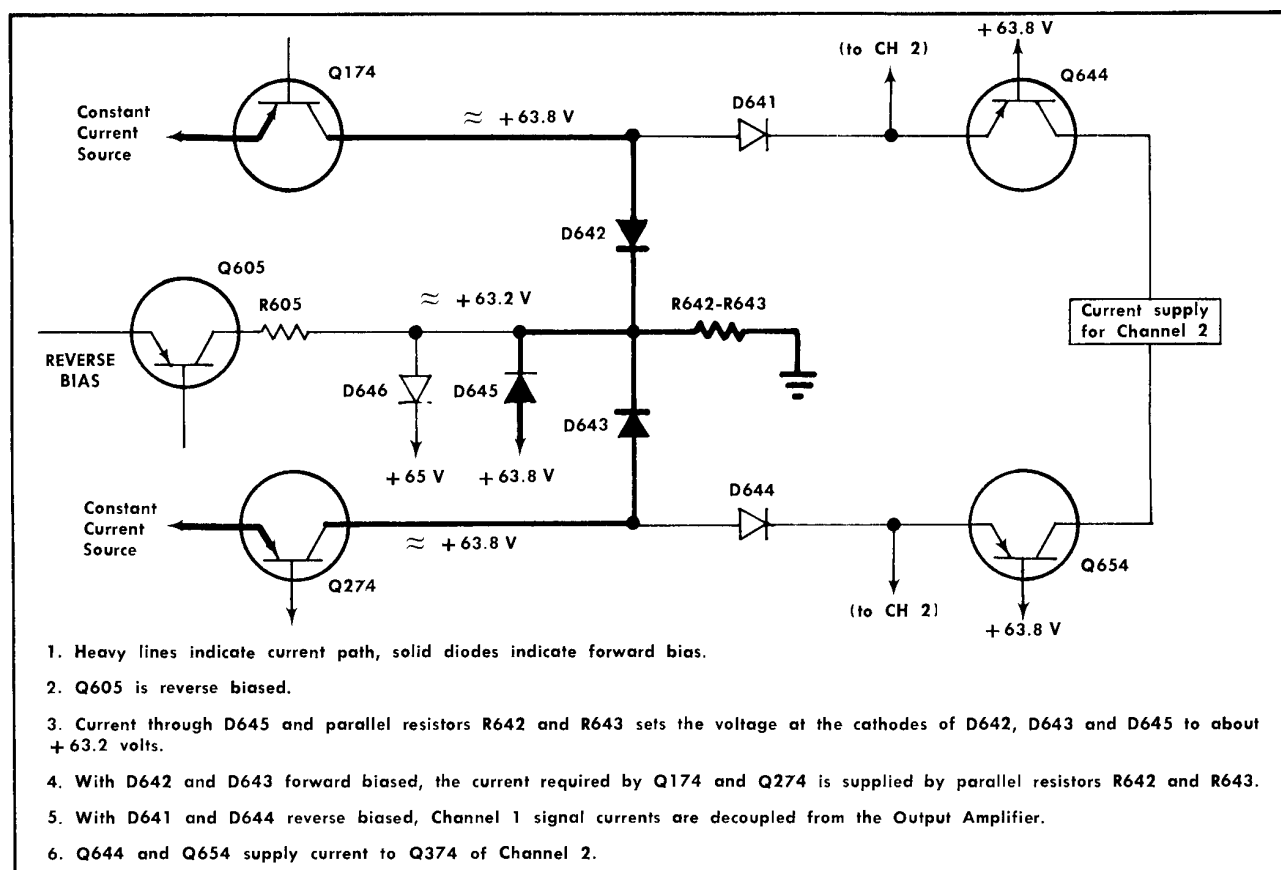 +63.8 V
(to CH 2)
Q174
Q644
D641
Constant
Current
Source
≈ +63.8 V
D642
Q605
R605
≈ +63.2 V
R642-R643
Current supply
for Channel 2
REVERSE
BIAS
D646
D645
D643
+65 V
+63.8 V
D644
Constant
Current
Source
≈ +63.8 V
Q654
Q274
(to CH 2)
+63.8 V
1. Heavy lines indicate current path, solid diodes indicate forward bias.
2. Q605 is reverse biased.
3. Current through D645 and parallel resistors R642 and R643 sets the voltage at the cathodes of D642, D643 and D645 to about
+63.2 volts.
4. With D642 and D643 forward biased, the current required by Q174 and Q274 is supplied by parallel resistors R642 and R643.
5. With D641 and D644 reverse biased, Channel 1 signal currents are decoupled from the Output Amplifier.
6. Q644 and Q654 supply current to Q374 of Channel 2.